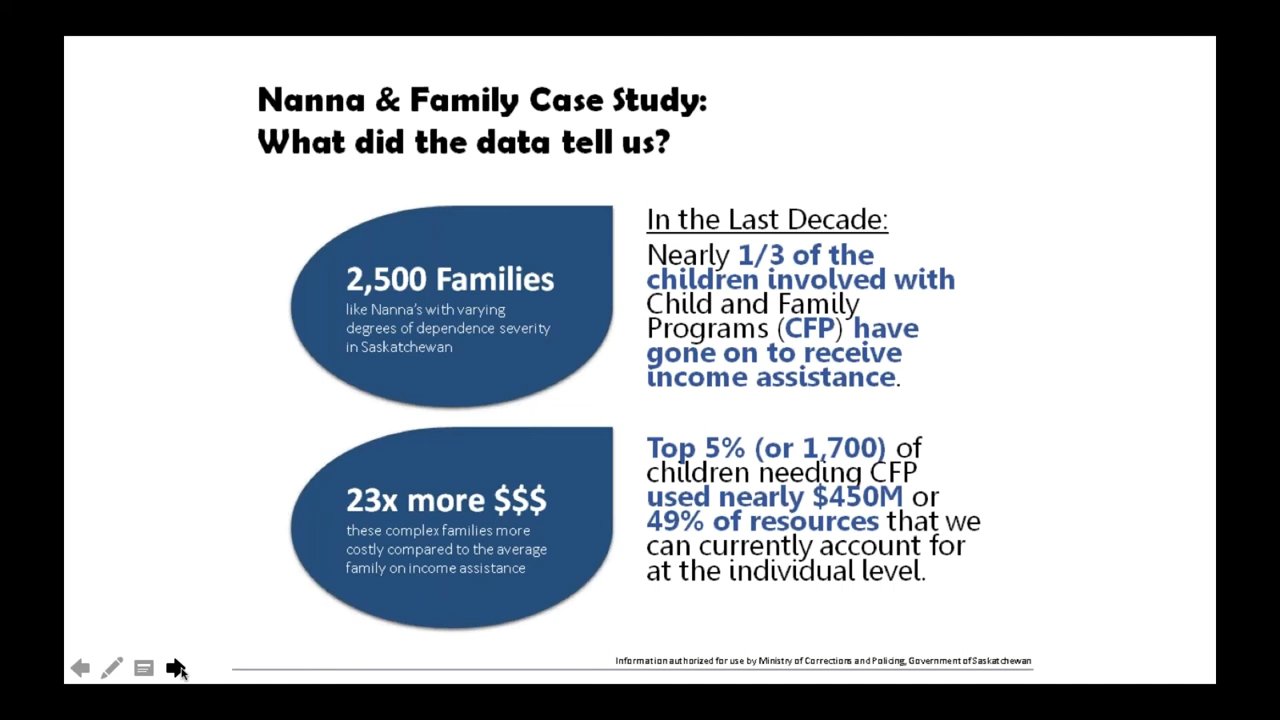 Nanna & Family Case Study:
What did the data tell us?
2,500 Families
like Nanna's with varying
degrees of dependence severity
in Saskatchewan
In the Last Decade:
Nearly 1/3 of the
children involved with
Child and Family
Programs (CFP) have
gone on to receive
income assistance.
23x more $$$
these complex families more
costly compared to the average
family on income assistance
Top 5% (or 1,700) of
children needing CFP
used nearly $450M or
49% of resources that we
can currently account for
at the individual level.
Information authorized for use by Ministry of Corrections and Policing, Government of Saskatchewan